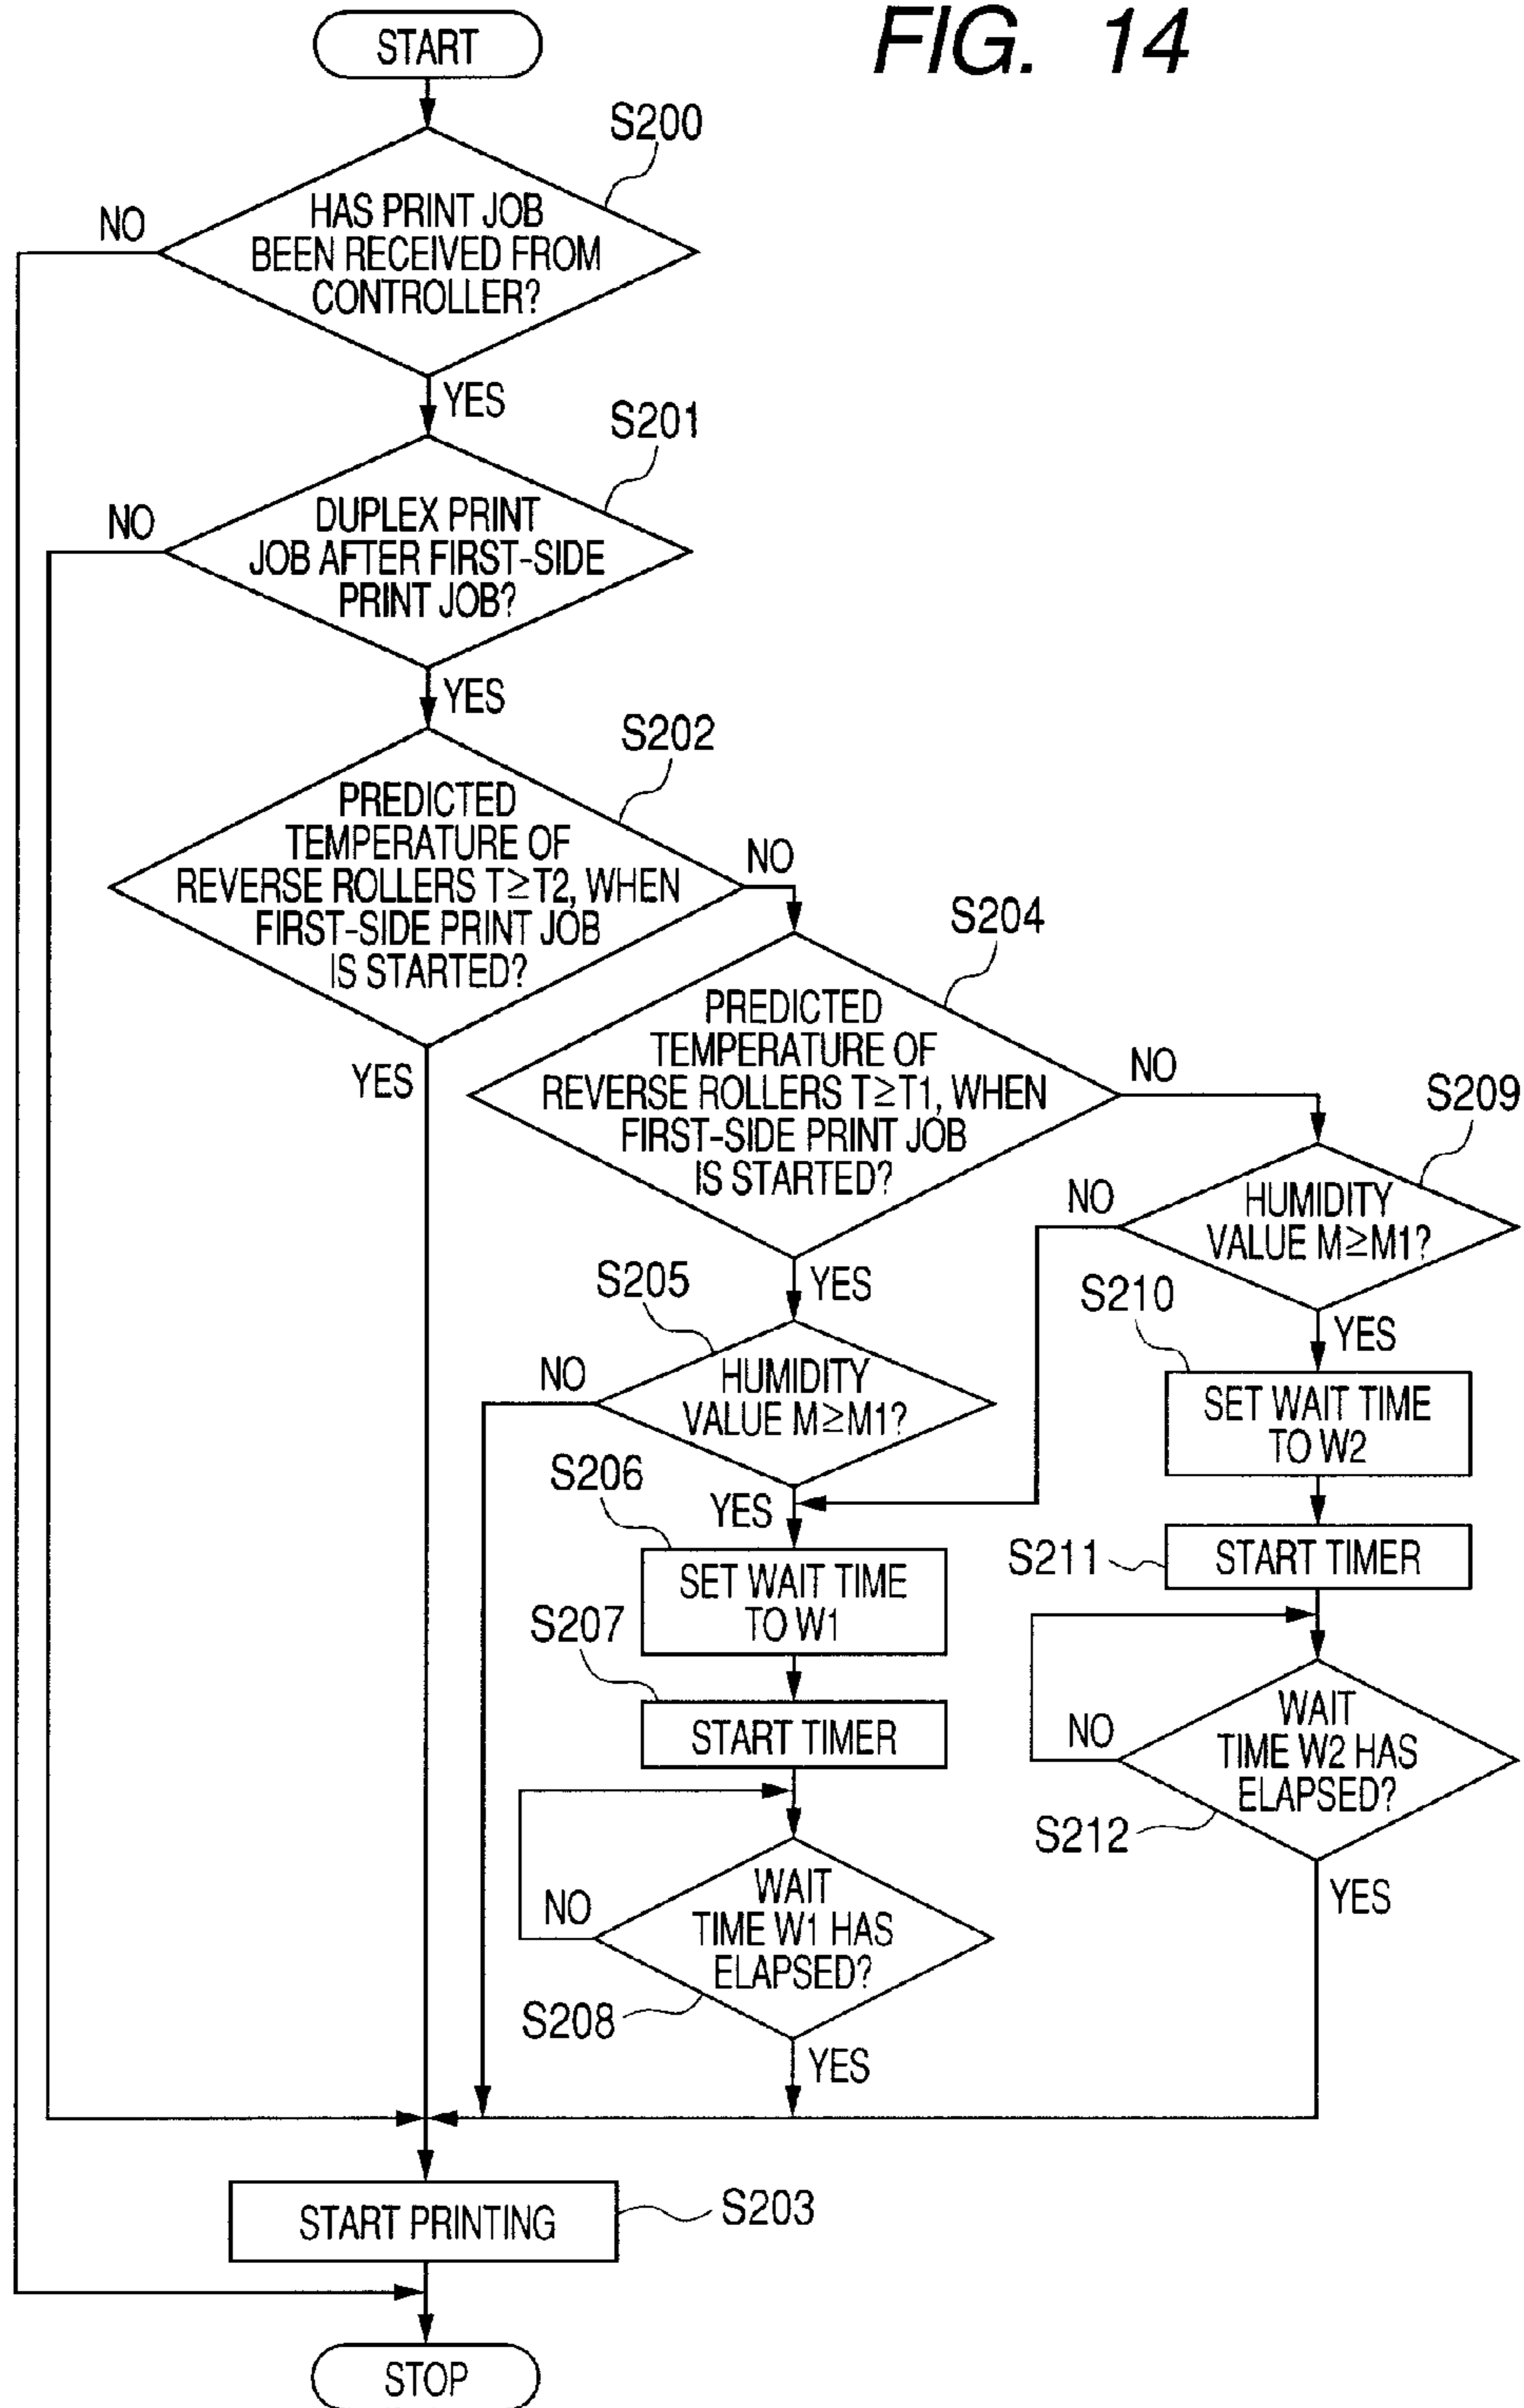 FIG. 14
START
S200
HAS PRINT JOB
BEEN RECEIVED FROM
CONTROLLER?
NO
YES
S201
DUPLEX PRINT
JOB AFTER FIRST-SIDE
PRINT JOB?
NO
YES
S202
PREDICTED
TEMPERATURE OF
REVERSE ROLLERS T≧T2, WHEN
FIRST-SIDE PRINT JOB
IS STARTED?
NO
YES
S204
PREDICTED
TEMPERATURE OF
REVERSE ROLLERS T≧T1, WHEN
FIRST-SIDE PRINT JOB
IS STARTED?
NO
YES
S209
HUMIDITY
VALUE M≧M1?
NO
YES
S205
HUMIDITY
VALUE M≧M1?
NO
YES
S210
SET WAIT TIME
TO W2
S206
SET WAIT TIME
TO W1
S211
START TIMER
S207
START TIMER
WAIT
TIME W2 HAS
ELAPSED?
NO
S212
YES
WAIT
TIME W1 HAS
ELAPSED?
NO
S208
YES
START PRINTING
S203
STOP